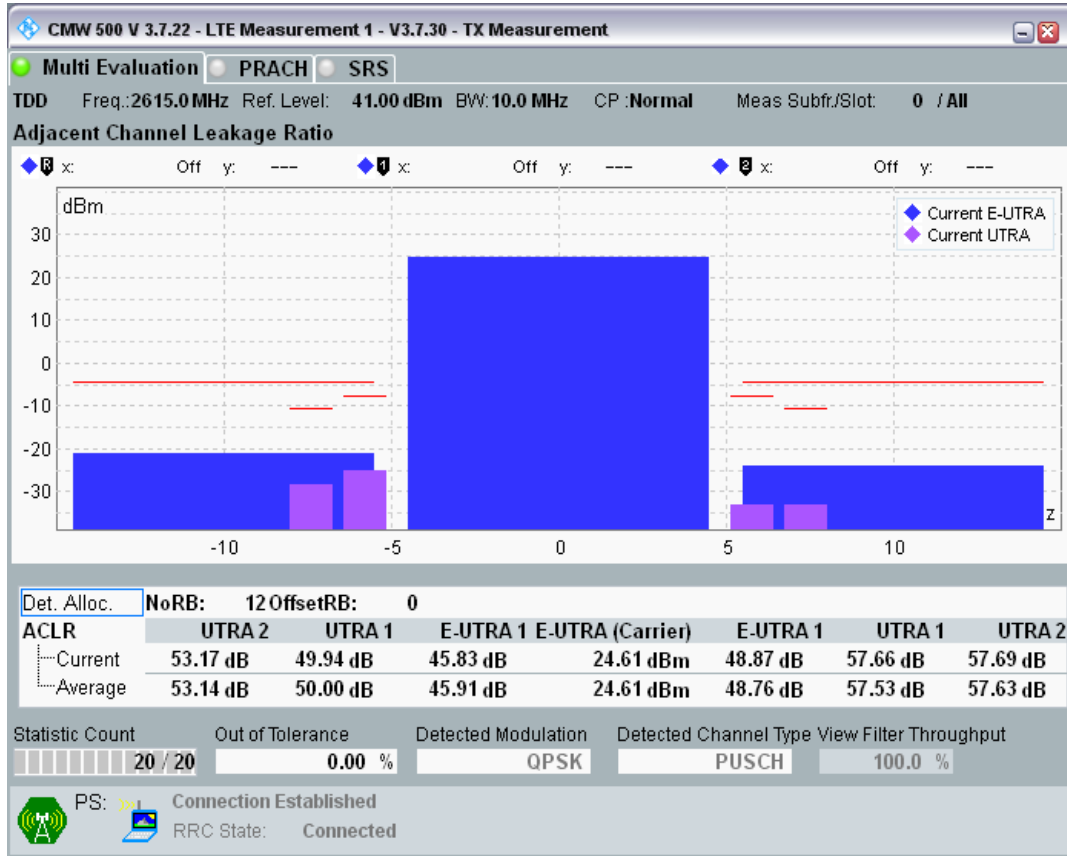 CMW 500 V 3.7.22 - LTE Measurement 1 - V3.7.30 - TX Measurement
Multi Evaluation PRACH SRS
TDD Freq.:2615.0 MHz Ref. Level: 41.00 dBm BW:10.0 MHz CP :Normal Meas Subfr./Slot: 0 / All
Adjacent Channel Leakage Ratio
R x: Off y: --- 1 x: Off y: --- 2 x: Off y: ---
dBm
Current E-UTRA
Current UTRA
30
20
10
0
-10
-20
-30
z
-10 -5 0 5 10
Det. Alloc. NoRB: 12 OffsetRB: 0
ACLR UTRA 2 UTRA 1 E-UTRA 1 E-UTRA (Carrier) E-UTRA 1 UTRA 1 UTRA 2
Current 53.17 dB 49.94 dB 45.83 dB 24.61 dBm 48.87 dB 57.66 dB 57.69 dB
Average 53.14 dB 50.00 dB 45.91 dB 24.61 dBm 48.76 dB 57.53 dB 57.63 dB
Statistic Count Out of Tolerance Detected Modulation Detected Channel Type View Filter Throughput
20 / 20 0.00 % QPSK PUSCH 100.0 %
PS: Connection Established
RRC State: Connected